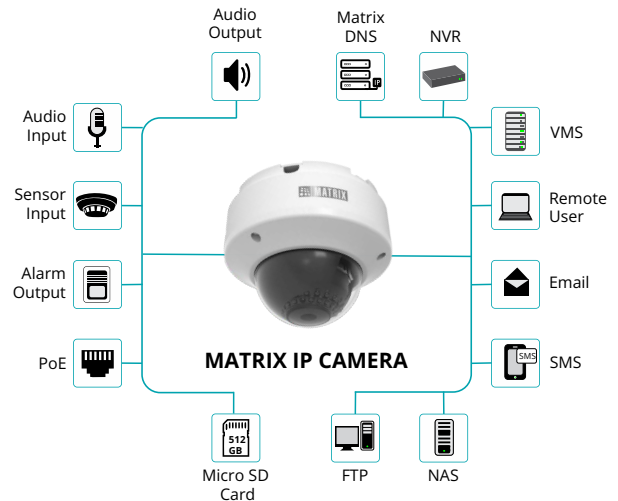 Audio
Output
Matrix
DNS
NVR
IP
Audio
Input
VMS
MATRIX
Sensor
Input
Remote
User
Alarm
Output
Email
PoE
MATRIX IP CAMERA
SMS
SMS
512
GB
Micro SD
Card
FTP
NAS